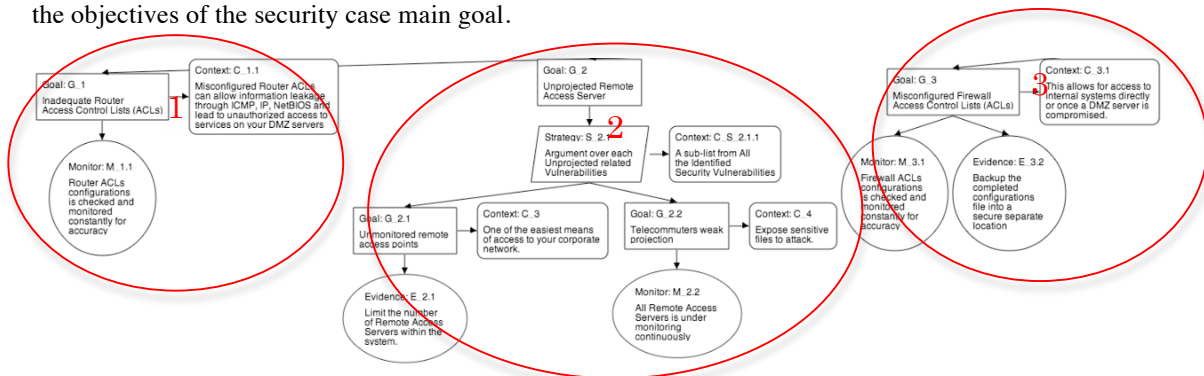 the objectives of the security case main goal.
Goal: G_1
Inadequate Router
Access Control Lists (ACLs)
1
Context: C_1.1
Misconfigured Router ACLs
can allow information leakage
through ICMP, IP, NetBIOS and
lead to unauthorized access to
services on your DMZ servers
Monitor: M_1.1
Router ACLs
configurations
is checked and
monitored
constantly for
accuracy
Goal: G_2
Unprojected Remote
Access Server
2
Strategy: S_2.1
Argument over each
Unprojected related
Vulnerabilities
Context: C_S_2.1.1
A sub-list from All
the Identified
Security Vulnerabilities
Goal: G_2.1
Unmonitored remote
access points
Context: C_3
One of the easiest means
of access to your corporate
network.
Goal: G_2.2
Telecommuters weak
projection
Context: C_4
Expose sensitive
files to attack.
Evidence: E_2.1
Limit the number
of Remote Access
Servers within the
system.
Monitor: M_2.2
All Remote Access
Servers is under
monitoring
continuously
Goal: G_3
Misconfigured Firewall
Access Control Lists (ACLs)
3
Context: C_3.1
This allows for access to
internal systems directly
or once a DMZ server is
compromised.
Monitor: M_3.1
Firewall ACLs
configurations
is checked and
monitored
constantly for
accuracy
Evidence: E_3.2
Backup the
completed
configurations
file into a
secure separate
location